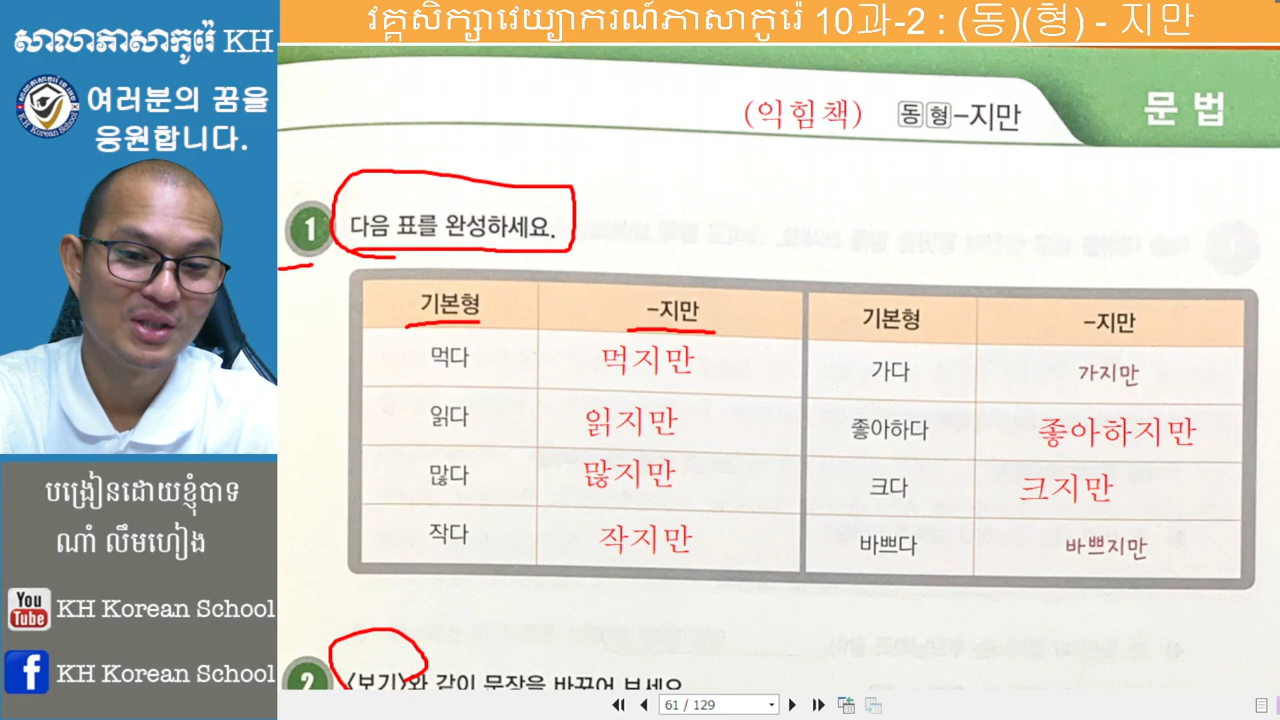 វគ្គសិក្សាវេយ្យាករណ៍ភាសាកូរ៉េ 10과-2 : (동)(형) - 지만
សាលាភាសាកូរ៉េ KH
여러분의 꿈을
응원합니다.
បង្រៀនដោយខ្ញុំបាទ
ណាំ លឹមហៀង
You
Tube
KH Korean School
f KH Korean School
(익힘책) 동 형 -지만
문 법
1 다음 표를 완성하세요.
기본형 -지만 기본형 -지만
먹다 먹지만 가다 가지만
읽다 읽지만 좋아하다 좋아하지만
많다 많지만 크다 크지만
작다 작지만 바쁘다 바쁘지만
2 〈보기〉와 같이 문장을 바꾸어 보세요
61 / 129